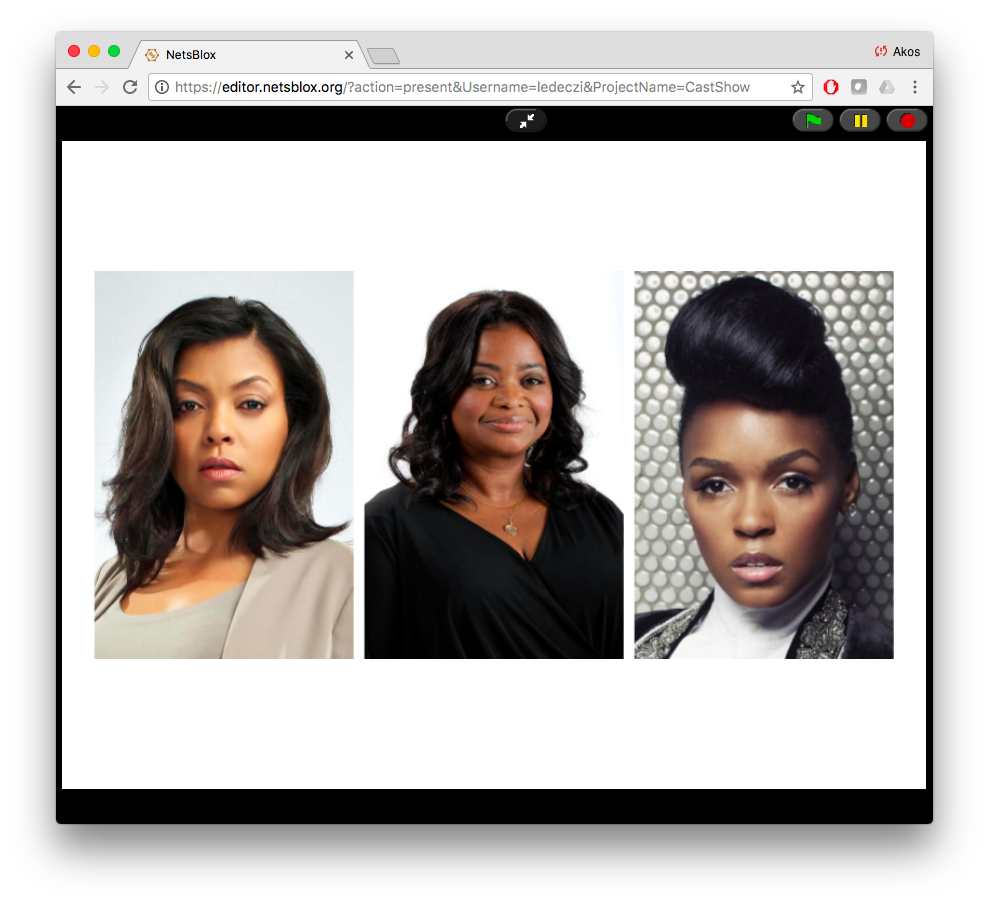 NetsBlox
Akos
https://editor.netsblox.org/?action=present&Username=ledeczi&ProjectName=CastShow